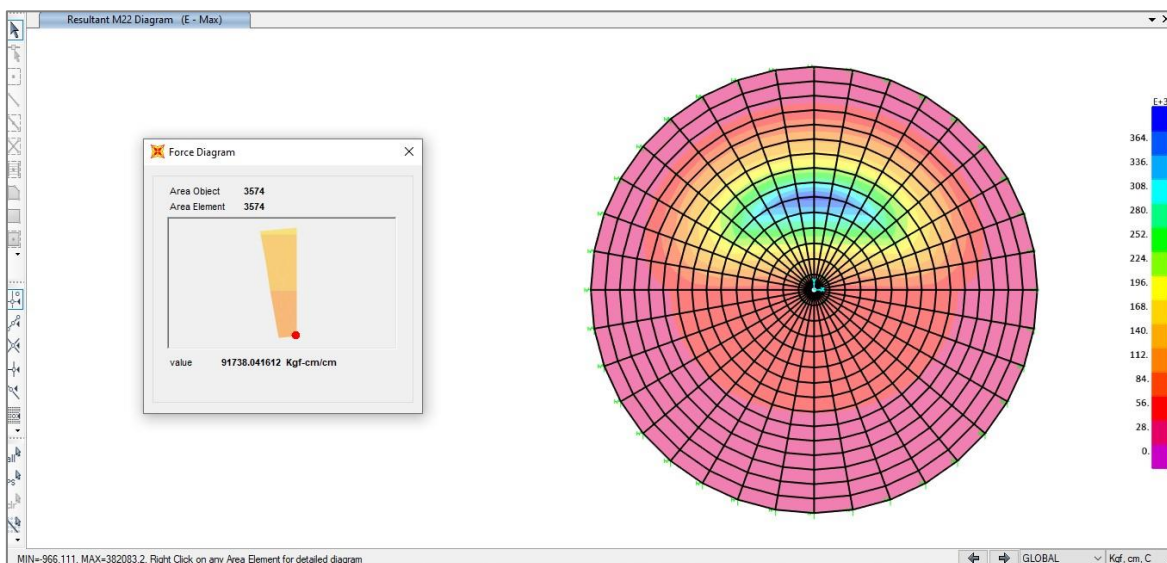 Resultant M22 Diagram (E - Max)
Force Diagram
Area Object 3574
Area Element 3574
value 91738.041612 Kgf-cm/cm
E+3
364.
336.
308.
280.
252.
224.
196.
168.
140.
112.
84.
56.
28.
0.
all
MIN=-966.111, MAX=382083.2, Right Click on any Area Element for detailed diagram
GLOBAL
Kgf, cm, C